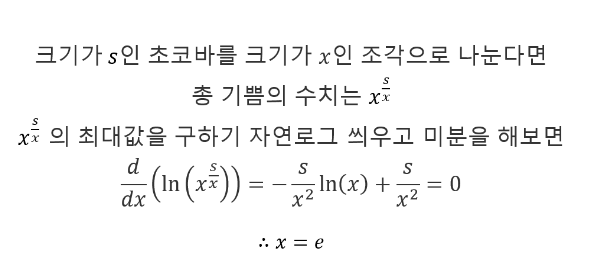 크기가 s인 초코바를 크기가 x인 조각으로 나눈다면
총 기쁨의 수치는 x^(s/x)
x^(s/x) 의 최대값을 구하기 자연로그 씌우고 미분을 해보면
d/dx (ln (x^(s/x))) = − s/x² ln(x) + s/x² = 0
∴ x = e